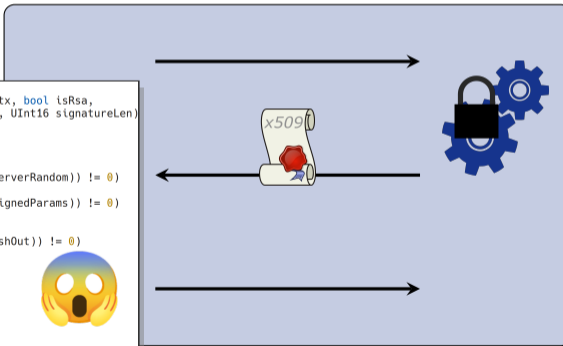 tx, bool isRsa,
, UInt16 signatureLen)
x509
erverRandom)) != 0)
ignedParams)) != 0)
shOut)) != 0)